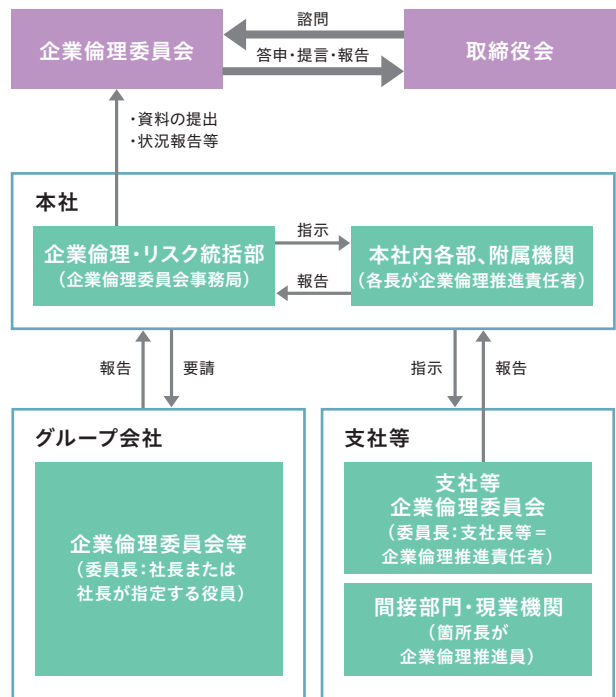 諮問
企業倫理委員会
取締役会
答申・提言・報告
・資料の提出
・状況報告等
本社
企業倫理・リスク統括部
（企業倫理委員会事務局）
指示
報告
本社内各部、附属機関
（各長が企業倫理推進責任者）
報告
要請
指示
報告
グループ会社
企業倫理委員会等
（委員長：社長または
社長が指定する役員）
支社等
支社等
企業倫理委員会
（委員長：支社長等＝
企業倫理推進責任者）
間接部門・現業機関
（箇所長が
企業倫理推進員）